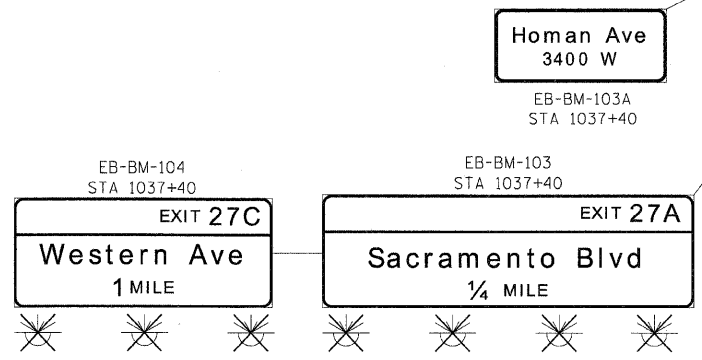 Homan Ave
3400 W
EB-BM-103A
STA 1037+40
EB-BM-104
STA 1037+40
EXIT 27C
Western Ave
1 MILE
EB-BM-103
STA 1037+40
EXIT 27A
Sacramento Blvd
¼ MILE